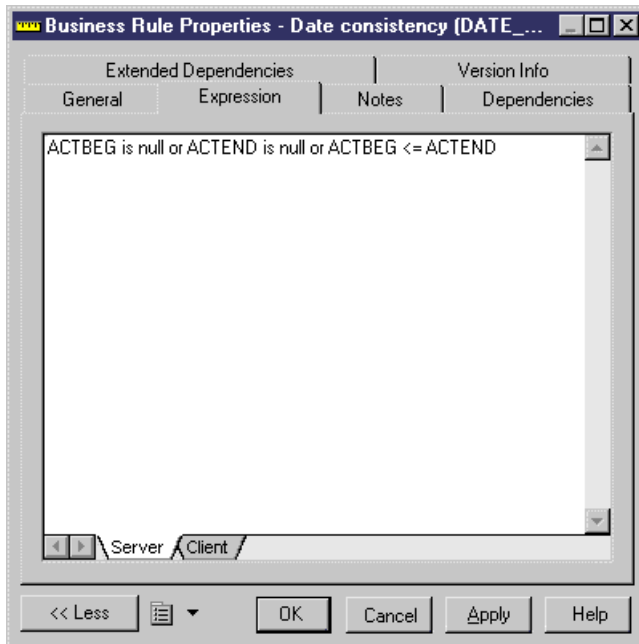 Business Rule Properties - Date consistency (DATE_...
Extended Dependencies Version Info
General Expression Notes Dependencies
ACTBEG is null or ACTEND is null or ACTBEG <= ACTEND
Server Client
<< Less OK Cancel Apply Help